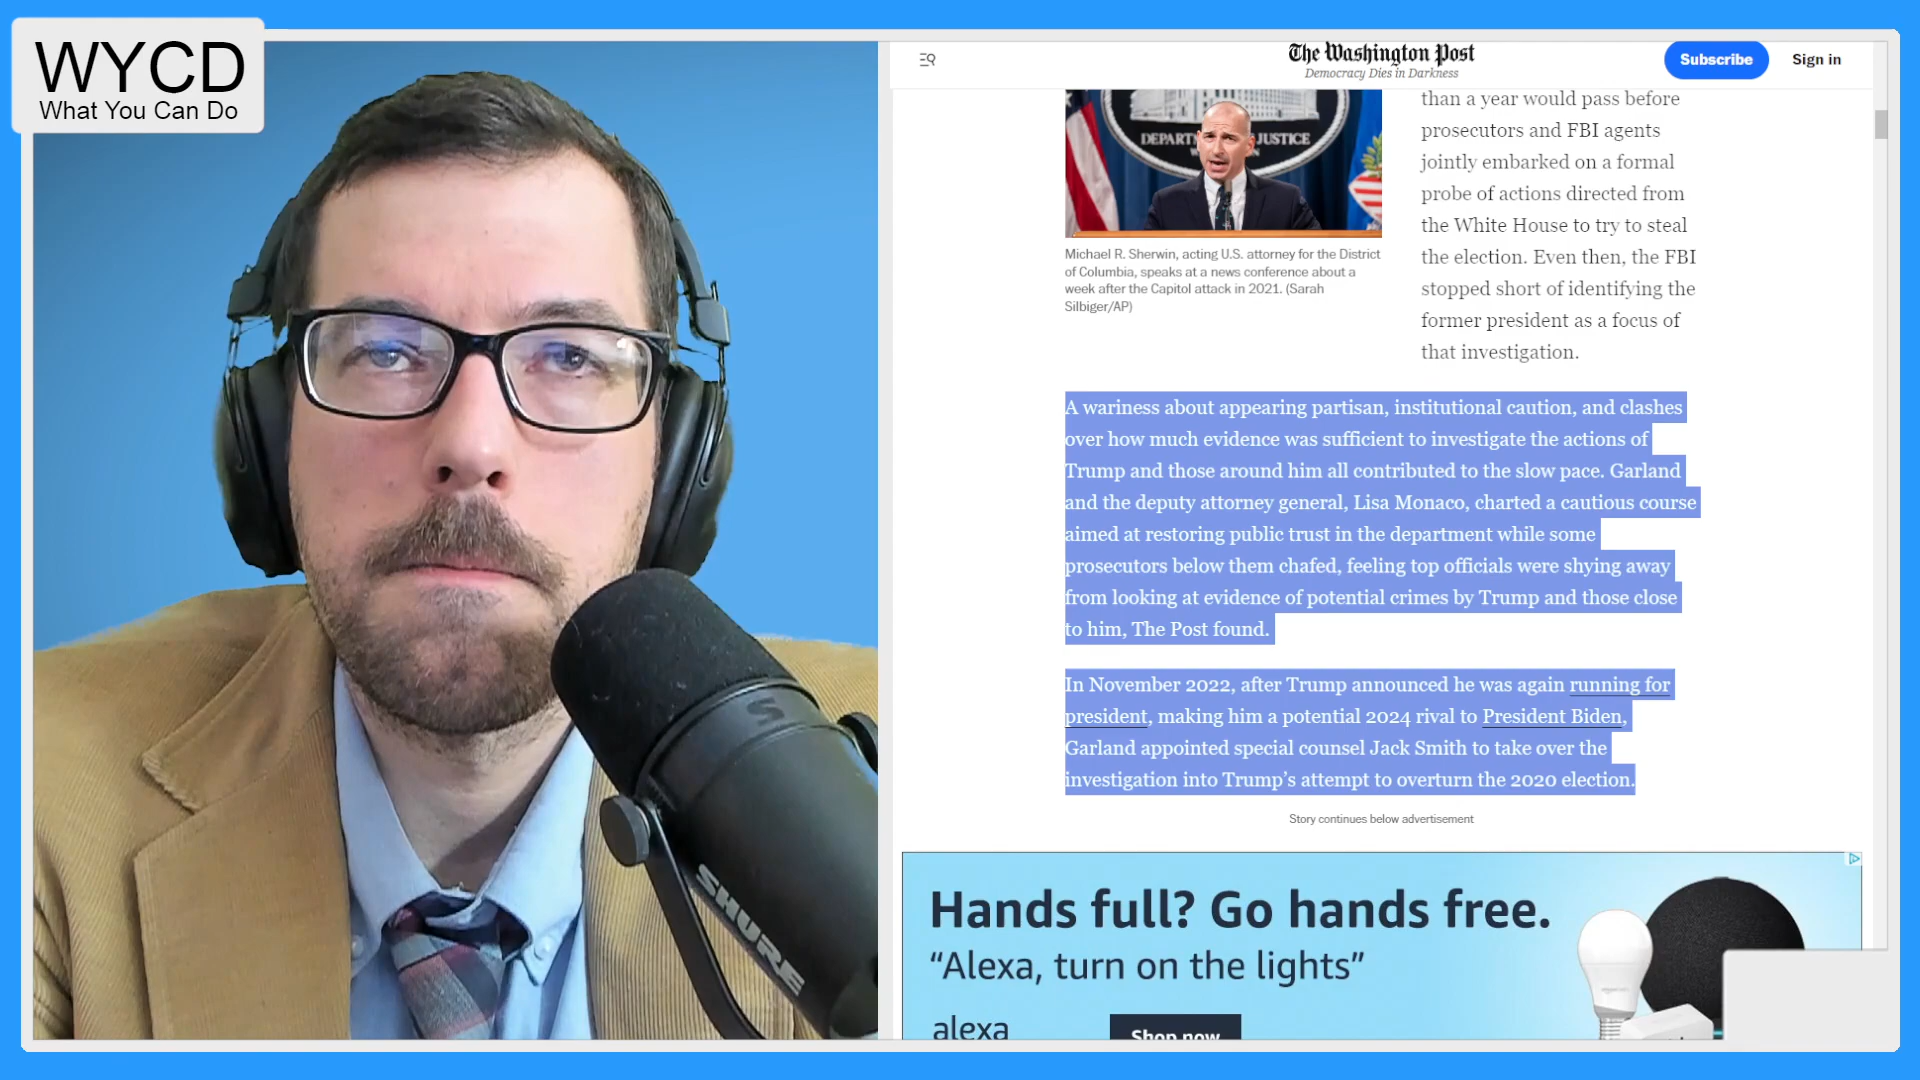 WYCD
What You Can Do
The Washington Post
Democracy Dies in Darkness
Subscribe
Sign in
DEPARTMENT JUSTICE
Michael R. Sherwin, acting U.S. attorney for the District
of Columbia, speaks at a news conference about a
week after the Capitol attack in 2021. (Sarah
Silbiger/AP)
than a year would pass before
prosecutors and FBI agents
jointly embarked on a formal
probe of actions directed from
the White House to try to steal
the election. Even then, the FBI
stopped short of identifying the
former president as a focus of
that investigation.
A wariness about appearing partisan, institutional caution, and clashes
over how much evidence was sufficient to investigate the actions of
Trump and those around him all contributed to the slow pace. Garland
and the deputy attorney general, Lisa Monaco, charted a cautious course
aimed at restoring public trust in the department while some
prosecutors below them chafed, feeling top officials were shying away
from looking at evidence of potential crimes by Trump and those close
to him, The Post found.
In November 2022, after Trump announced he was again running for
president, making him a potential 2024 rival to President Biden,
Garland appointed special counsel Jack Smith to take over the
investigation into Trump’s attempt to overturn the 2020 election.
Story continues below advertisement
Hands full? Go hands free.
“Alexa, turn on the lights”
alexa
Shop now
SHURE